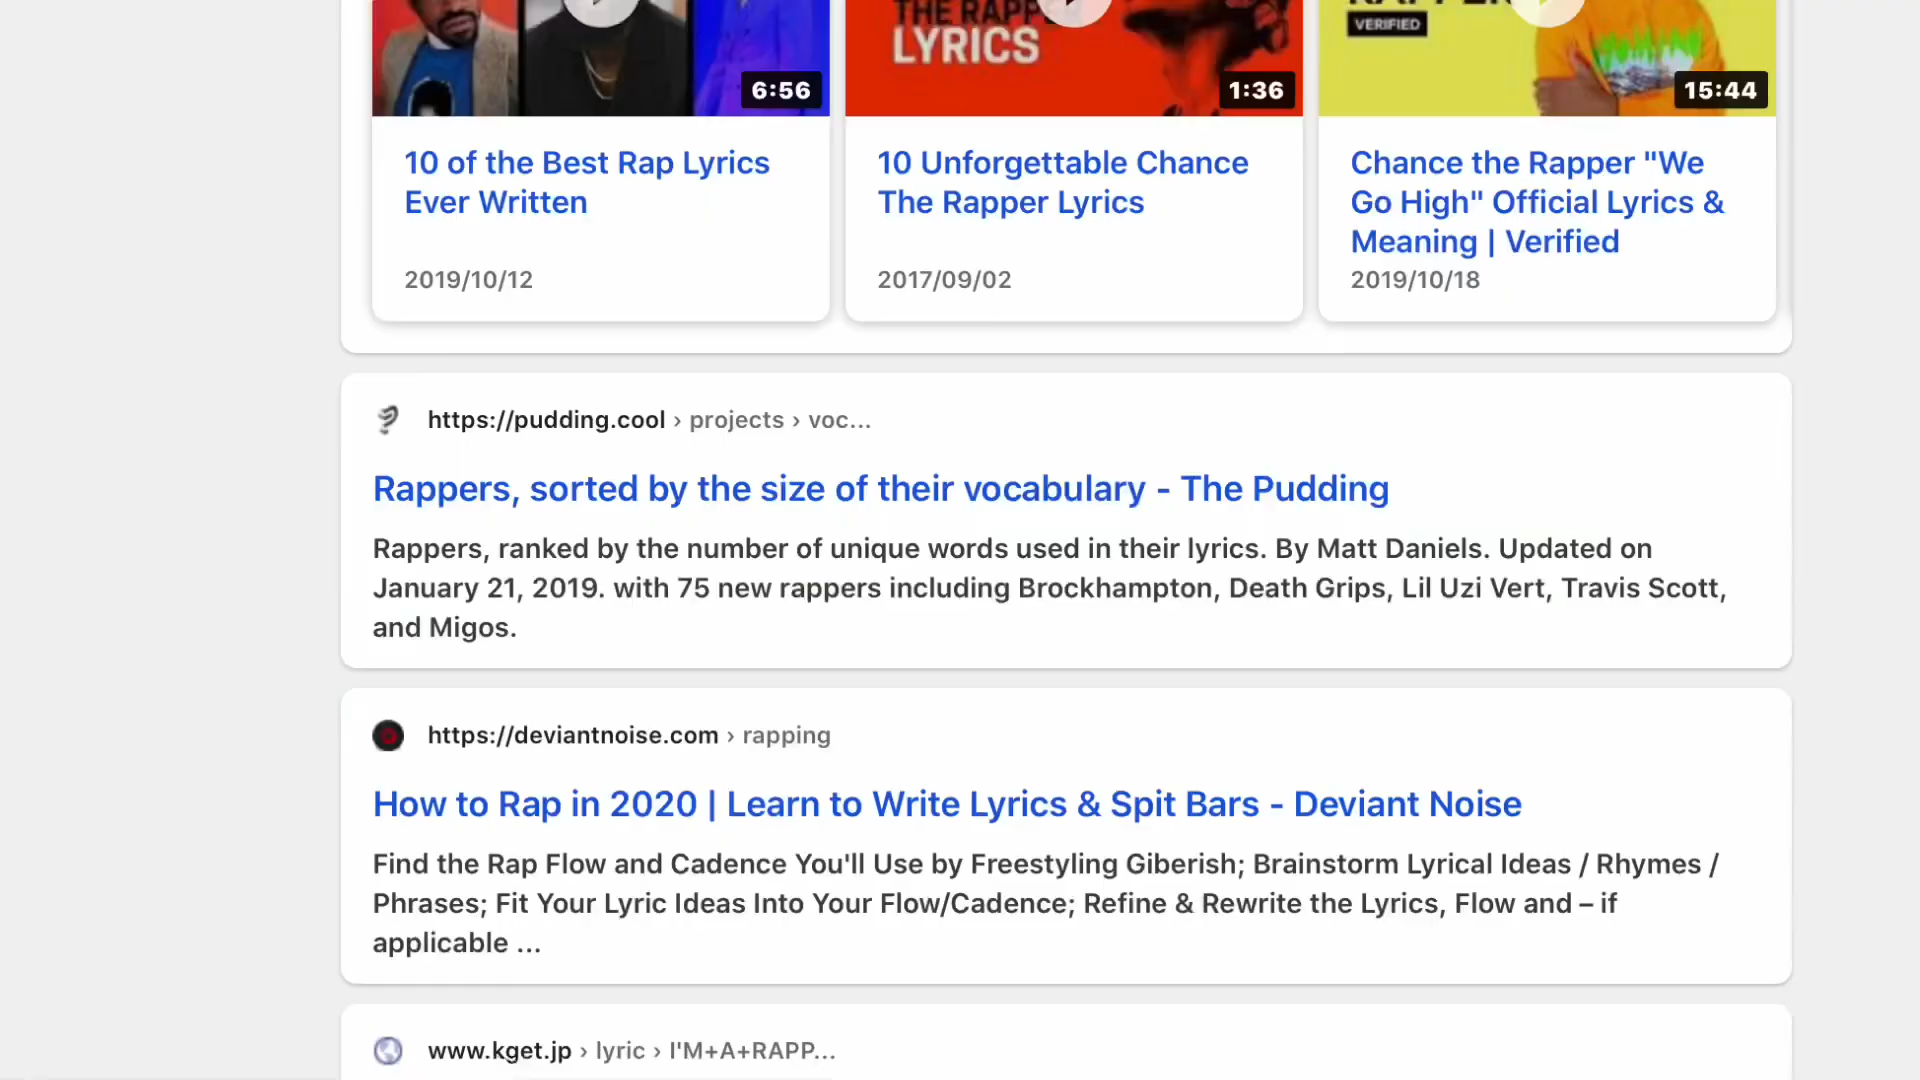 THE RAPPE
LYRICS
VERIFIED
6:56
1:36
15:44
10 of the Best Rap Lyrics
Ever Written
2019/10/12
10 Unforgettable Chance
The Rapper Lyrics
2017/09/02
Chance the Rapper "We
Go High" Official Lyrics &
Meaning | Verified
2019/10/18
https://pudding.cool › projects › voc...
Rappers, sorted by the size of their vocabulary - The Pudding
Rappers, ranked by the number of unique words used in their lyrics. By Matt Daniels. Updated on
January 21, 2019. with 75 new rappers including Brockhampton, Death Grips, Lil Uzi Vert, Travis Scott,
and Migos.
https://deviantnoise.com › rapping
How to Rap in 2020 | Learn to Write Lyrics & Spit Bars - Deviant Noise
Find the Rap Flow and Cadence You'll Use by Freestyling Giberish; Brainstorm Lyrical Ideas / Rhymes /
Phrases; Fit Your Lyric Ideas Into Your Flow/Cadence; Refine & Rewrite the Lyrics, Flow and – if
applicable ...
www.kget.jp › lyric › I'M+A+RAPP...